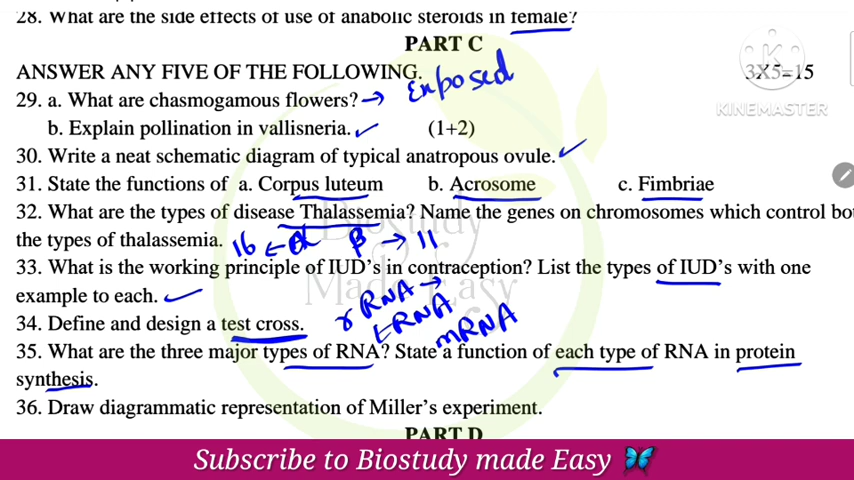 28. What are the side effects of use of anabolic steroids in female?
PART C
ANSWER ANY FIVE OF THE FOLLOWING. 3X5=15
Exposed
KINEMASTER
29. a. What are chasmogamous flowers? →
b. Explain pollination in vallisneria. (1+2)
30. Write a neat schematic diagram of typical anatropous ovule.
31. State the functions of a. Corpus luteum b. Acrosome c. Fimbriae
32. What are the types of disease Thalassemia? Name the genes on chromosomes which control bot
the types of thalassemia. 16 ← α β → 11
33. What is the working principle of IUD's in contraception? List the types of IUD's with one
example to each.
rRNA →
34. Define and design a test cross.
tRNA
mRNA
35. What are the three major types of RNA? State a function of each type of RNA in protein
synthesis.
36. Draw diagrammatic representation of Miller's experiment.
PART D
Subscribe to Biostudy made Easy